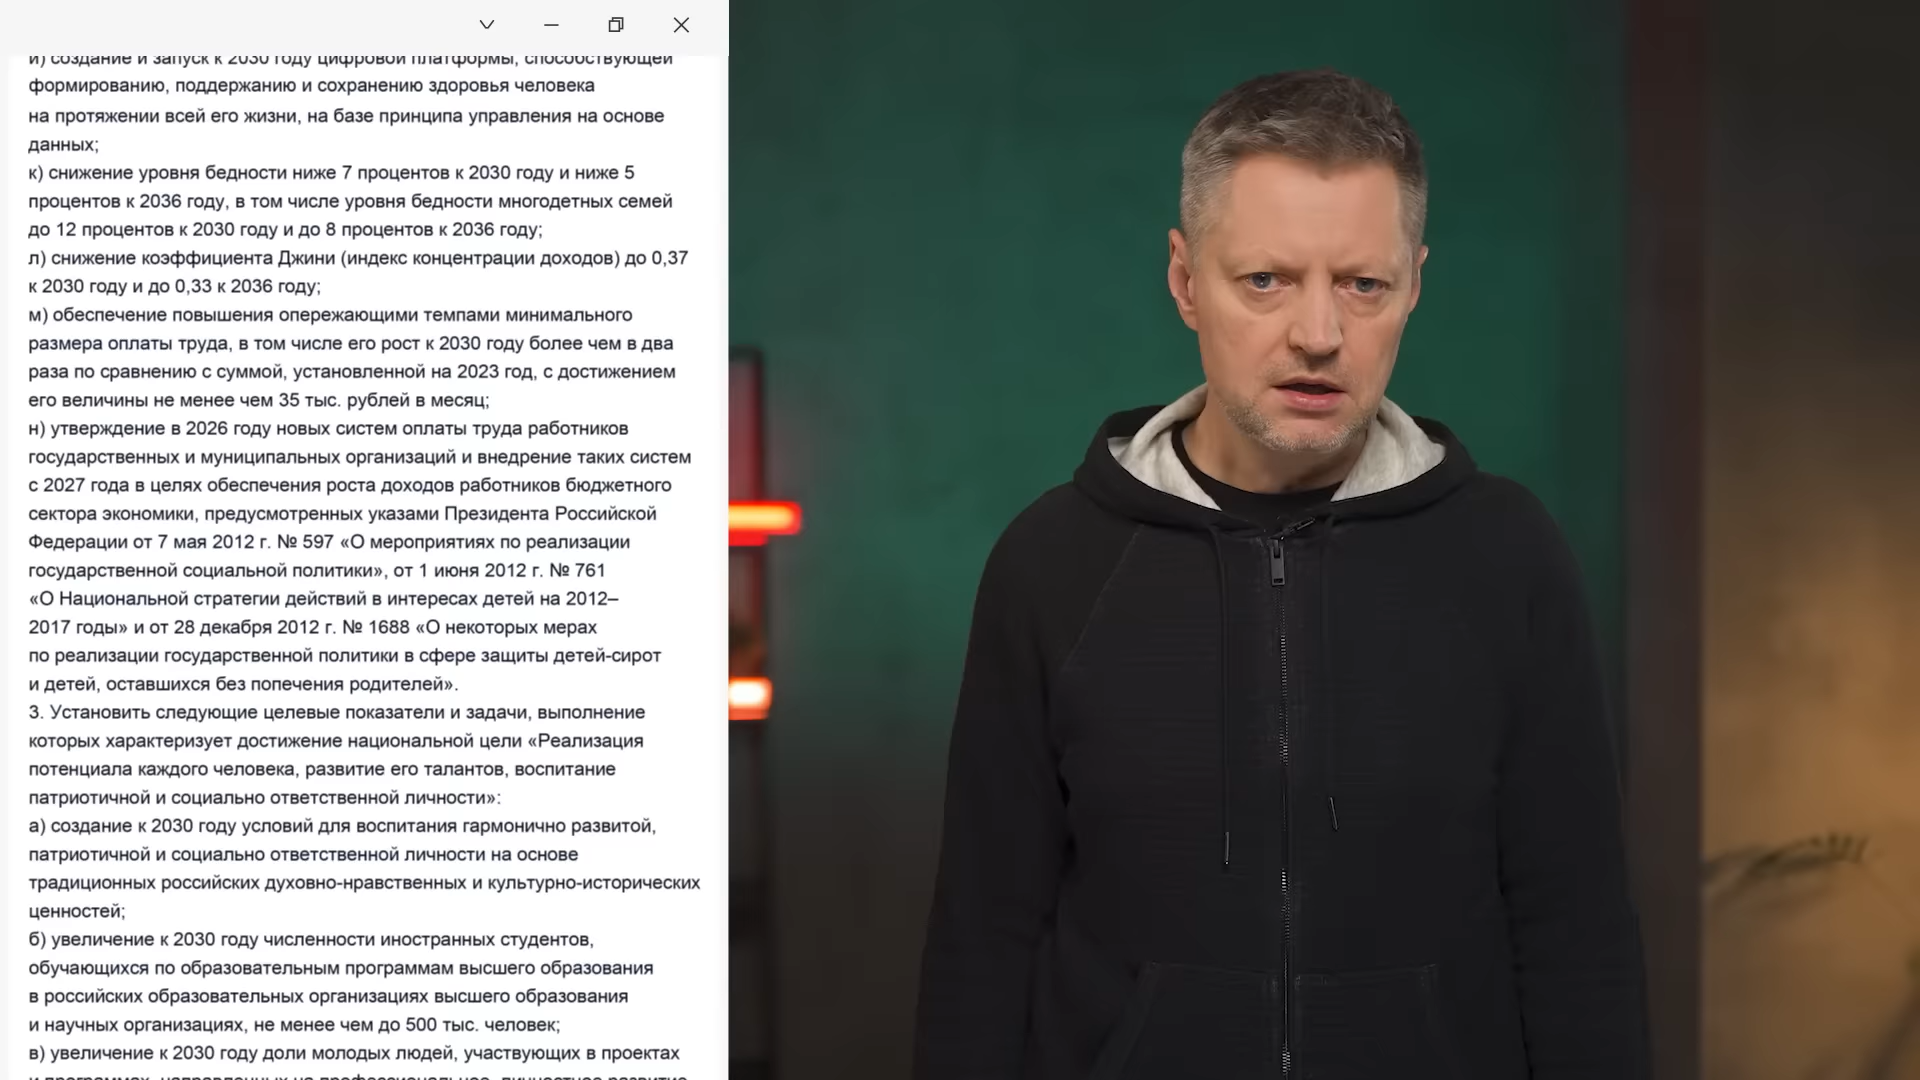 и) создание и запуск к 2030 году цифровой платформы, способствующей
формированию, поддержанию и сохранению здоровья человека
на протяжении всей его жизни, на базе принципа управления на основе
данных;
к) снижение уровня бедности ниже 7 процентов к 2030 году и ниже 5
процентов к 2036 году, в том числе уровня бедности многодетных семей
до 12 процентов к 2030 году и до 8 процентов к 2036 году;
л) снижение коэффициента Джини (индекс концентрации доходов) до 0,37
к 2030 году и до 0,33 к 2036 году;
м) обеспечение повышения опережающими темпами минимального
размера оплаты труда, в том числе его рост к 2030 году более чем в два
раза по сравнению с суммой, установленной на 2023 год, с достижением
его величины не менее чем 35 тыс. рублей в месяц;
н) утверждение в 2026 году новых систем оплаты труда работников
государственных и муниципальных организаций и внедрение таких систем
с 2027 года в целях обеспечения роста доходов работников бюджетного
сектора экономики, предусмотренных указами Президента Российской
Федерации от 7 мая 2012 г. № 597 «О мероприятиях по реализации
государственной социальной политики», от 1 июня 2012 г. № 761
«О Национальной стратегии действий в интересах детей на 2012–
2017 годы» и от 28 декабря 2012 г. № 1688 «О некоторых мерах
по реализации государственной политики в сфере защиты детей-сирот
и детей, оставшихся без попечения родителей».
3. Установить следующие целевые показатели и задачи, выполнение
которых характеризует достижение национальной цели «Реализация
потенциала каждого человека, развитие его талантов, воспитание
патриотичной и социально ответственной личности»:
а) создание к 2030 году условий для воспитания гармонично развитой,
патриотичной и социально ответственной личности на основе
традиционных российских духовно-нравственных и культурно-исторических
ценностей;
б) увеличение к 2030 году численности иностранных студентов,
обучающихся по образовательным программам высшего образования
в российских образовательных организациях высшего образования
и научных организациях, не менее чем до 500 тыс. человек;
в) увеличение к 2030 году доли молодых людей, участвующих в проектах
и программах, направленных на профессиональное, личностное развитие